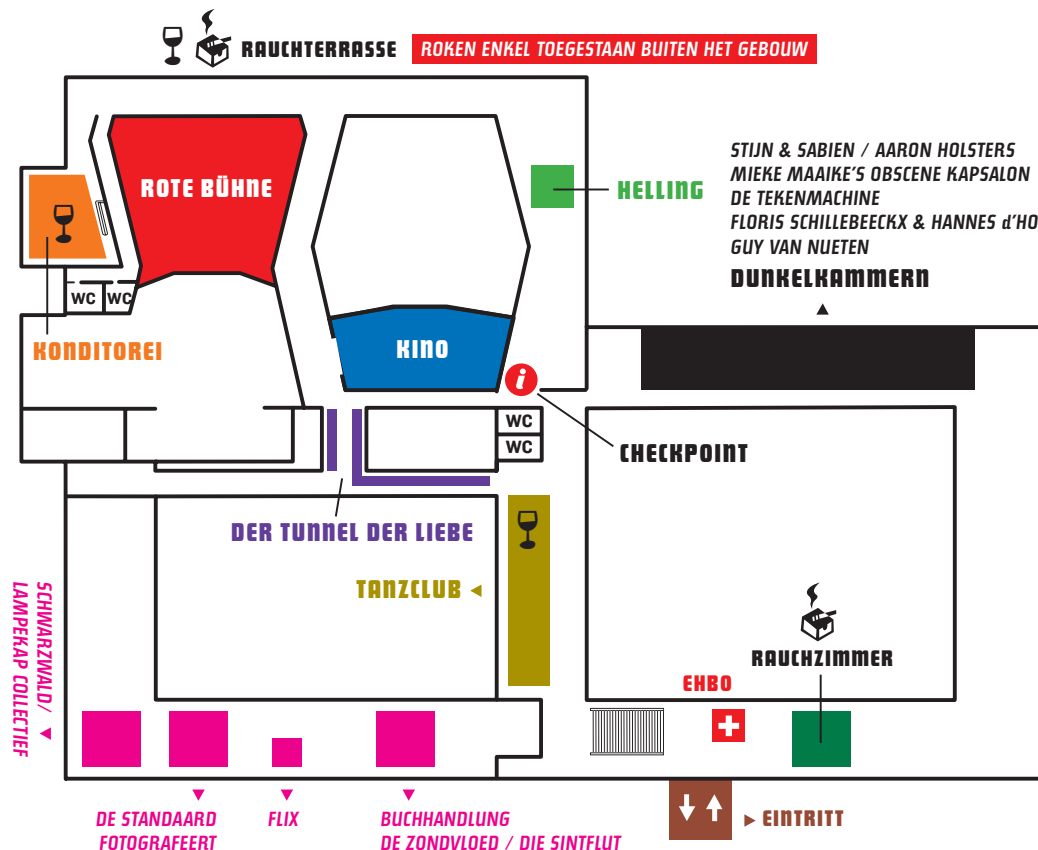 RAUCHTERRASSE
ROKEN ENKEL TOEGESTAAN BUITEN HET GEBOUW
STIJN & SABIEN / AARON HOLSTERS
MIEKE MAAIKE'S OBSCENE KAPSALON
DE TEKENMACHINE
FLORIS SCHILLEBEECKX & HANNES d'HO
GUY VAN NUETEN
DUNKELKAMMERN
ROTE BÜHNE
HELLING
WC
WC
KONDITOREI
KINO
i
WC
WC
CHECKPOINT
DER TUNNEL DER LIEBE
TANZCLUB
SCHWARZWALD/
LAMPEKAP COLLECTIEF
RAUCHZIMMER
EHBO
DE STANDAARD
FOTOGRAFEERT
FLIX
BUCHHANDLUNG
DE ZONDVLOED / DIE SINTFLUT
EINTRITT